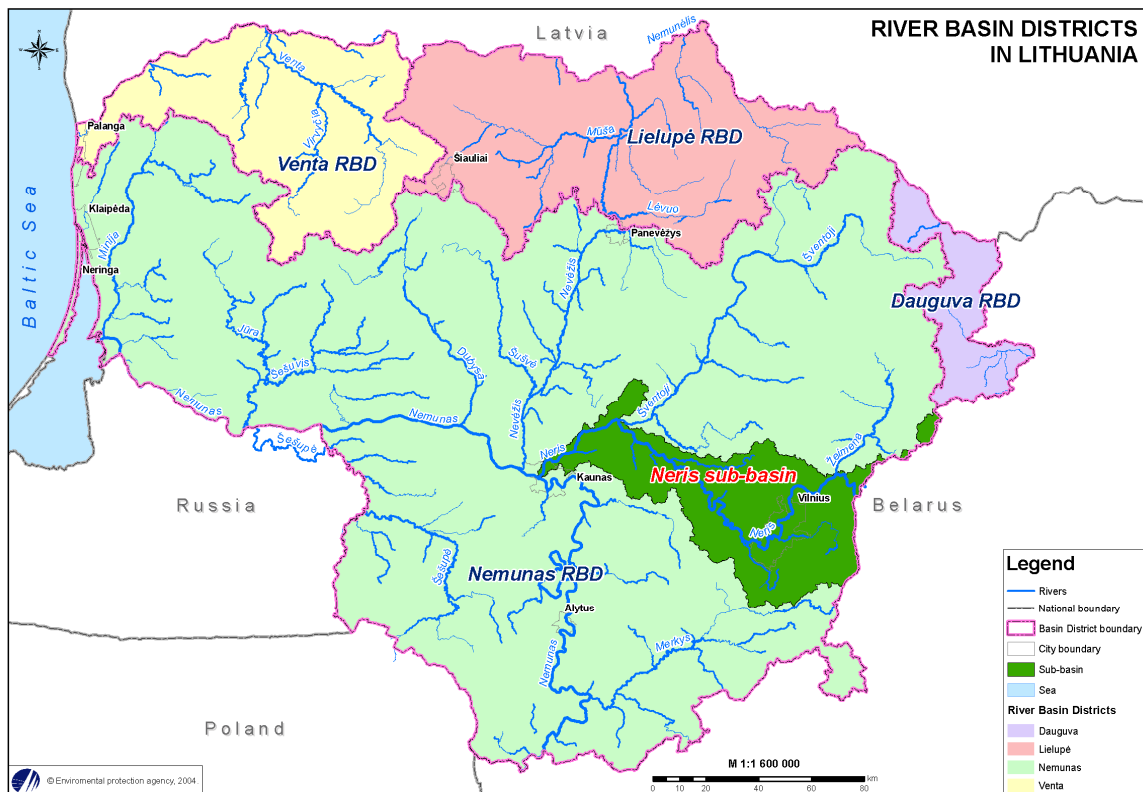 RIVER BASIN DISTRICTS
IN LITHUANIA
Latvia
Nemunėlis
Venta
Virvyčia
Palanga
Mūša
Lielupė RBD
Šiauliai
Venta RBD
Baltic Sea
Klaipėda
Minija
Neringa
Lėvuo
Panevėžys
Šventoji
Nevėžis
Dauguva RBD
Jūra
Šešuvis
Dubysa
Šušvė
Nemunas
Nemunas
Nevėžis
Šventoji
Šešupė
Neris
Žeimena
Kaunas
Neris sub-basin
Vilnius
Russia
Belarus
Neris
Šešupė
Nemunas RBD
Alytus
Nemunas
Merkys
Poland
Legend
Rivers
National boundary
Basin District boundary
City boundary
Sub-basin
Sea
River Basin Districts
Dauguva
Lielupė
Nemunas
Venta
M 1:1 600 000
0 10 20 40 60 80 km
© Enviromental protection agency, 2004